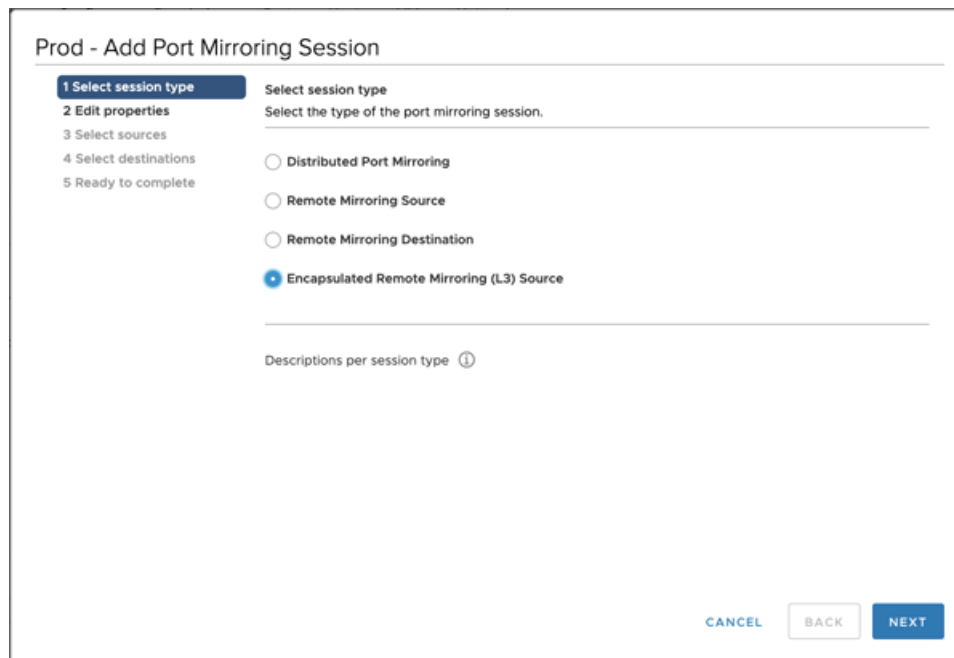 Prod - Add Port Mirroring Session
1 Select session type
2 Edit properties
3 Select sources
4 Select destinations
5 Ready to complete
Select session type
Select the type of the port mirroring session.
Distributed Port Mirroring
Remote Mirroring Source
Remote Mirroring Destination
Encapsulated Remote Mirroring (L3) Source
Descriptions per session type
CANCEL
BACK
NEXT